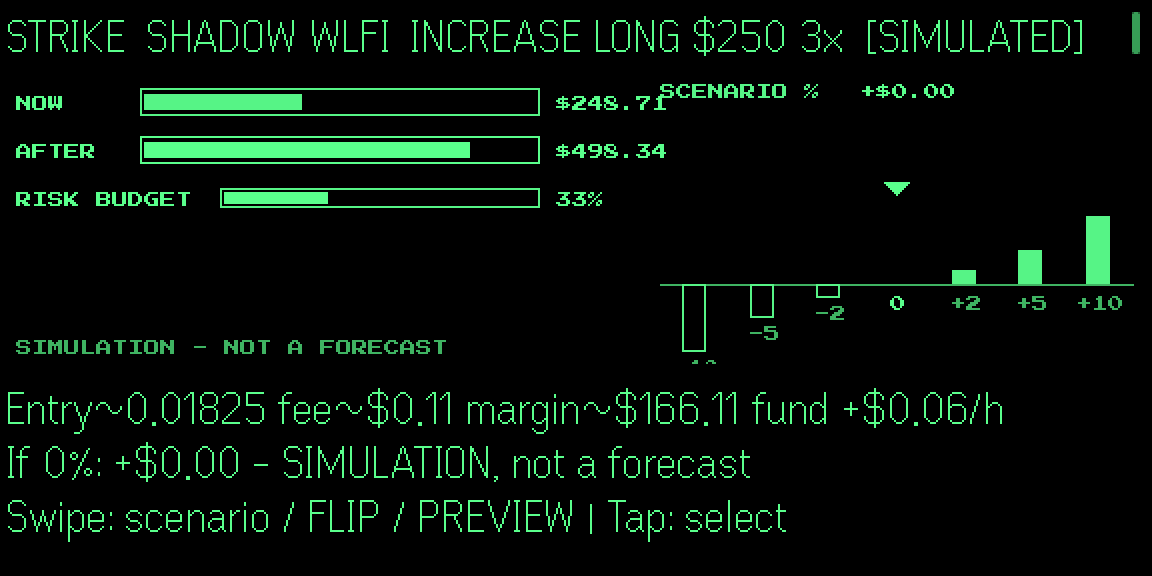 STRIKE SHADOW WLFI INCREASE LONG $250 3x [SIMULATED]
NOW $248.71
SCENARIO % +$0.00
AFTER $498.34
RISK BUDGET 33%
0 +2 +5 +10
-2
-5
SIMULATION - NOT A FORECAST
Entry~0.01825 fee~$0.11 margin~$166.11 fund +$0.06/h
If 0%: +$0.00 - SIMULATION, not a forecast
Swipe: scenario / FLIP / PREVIEW | Tap: select